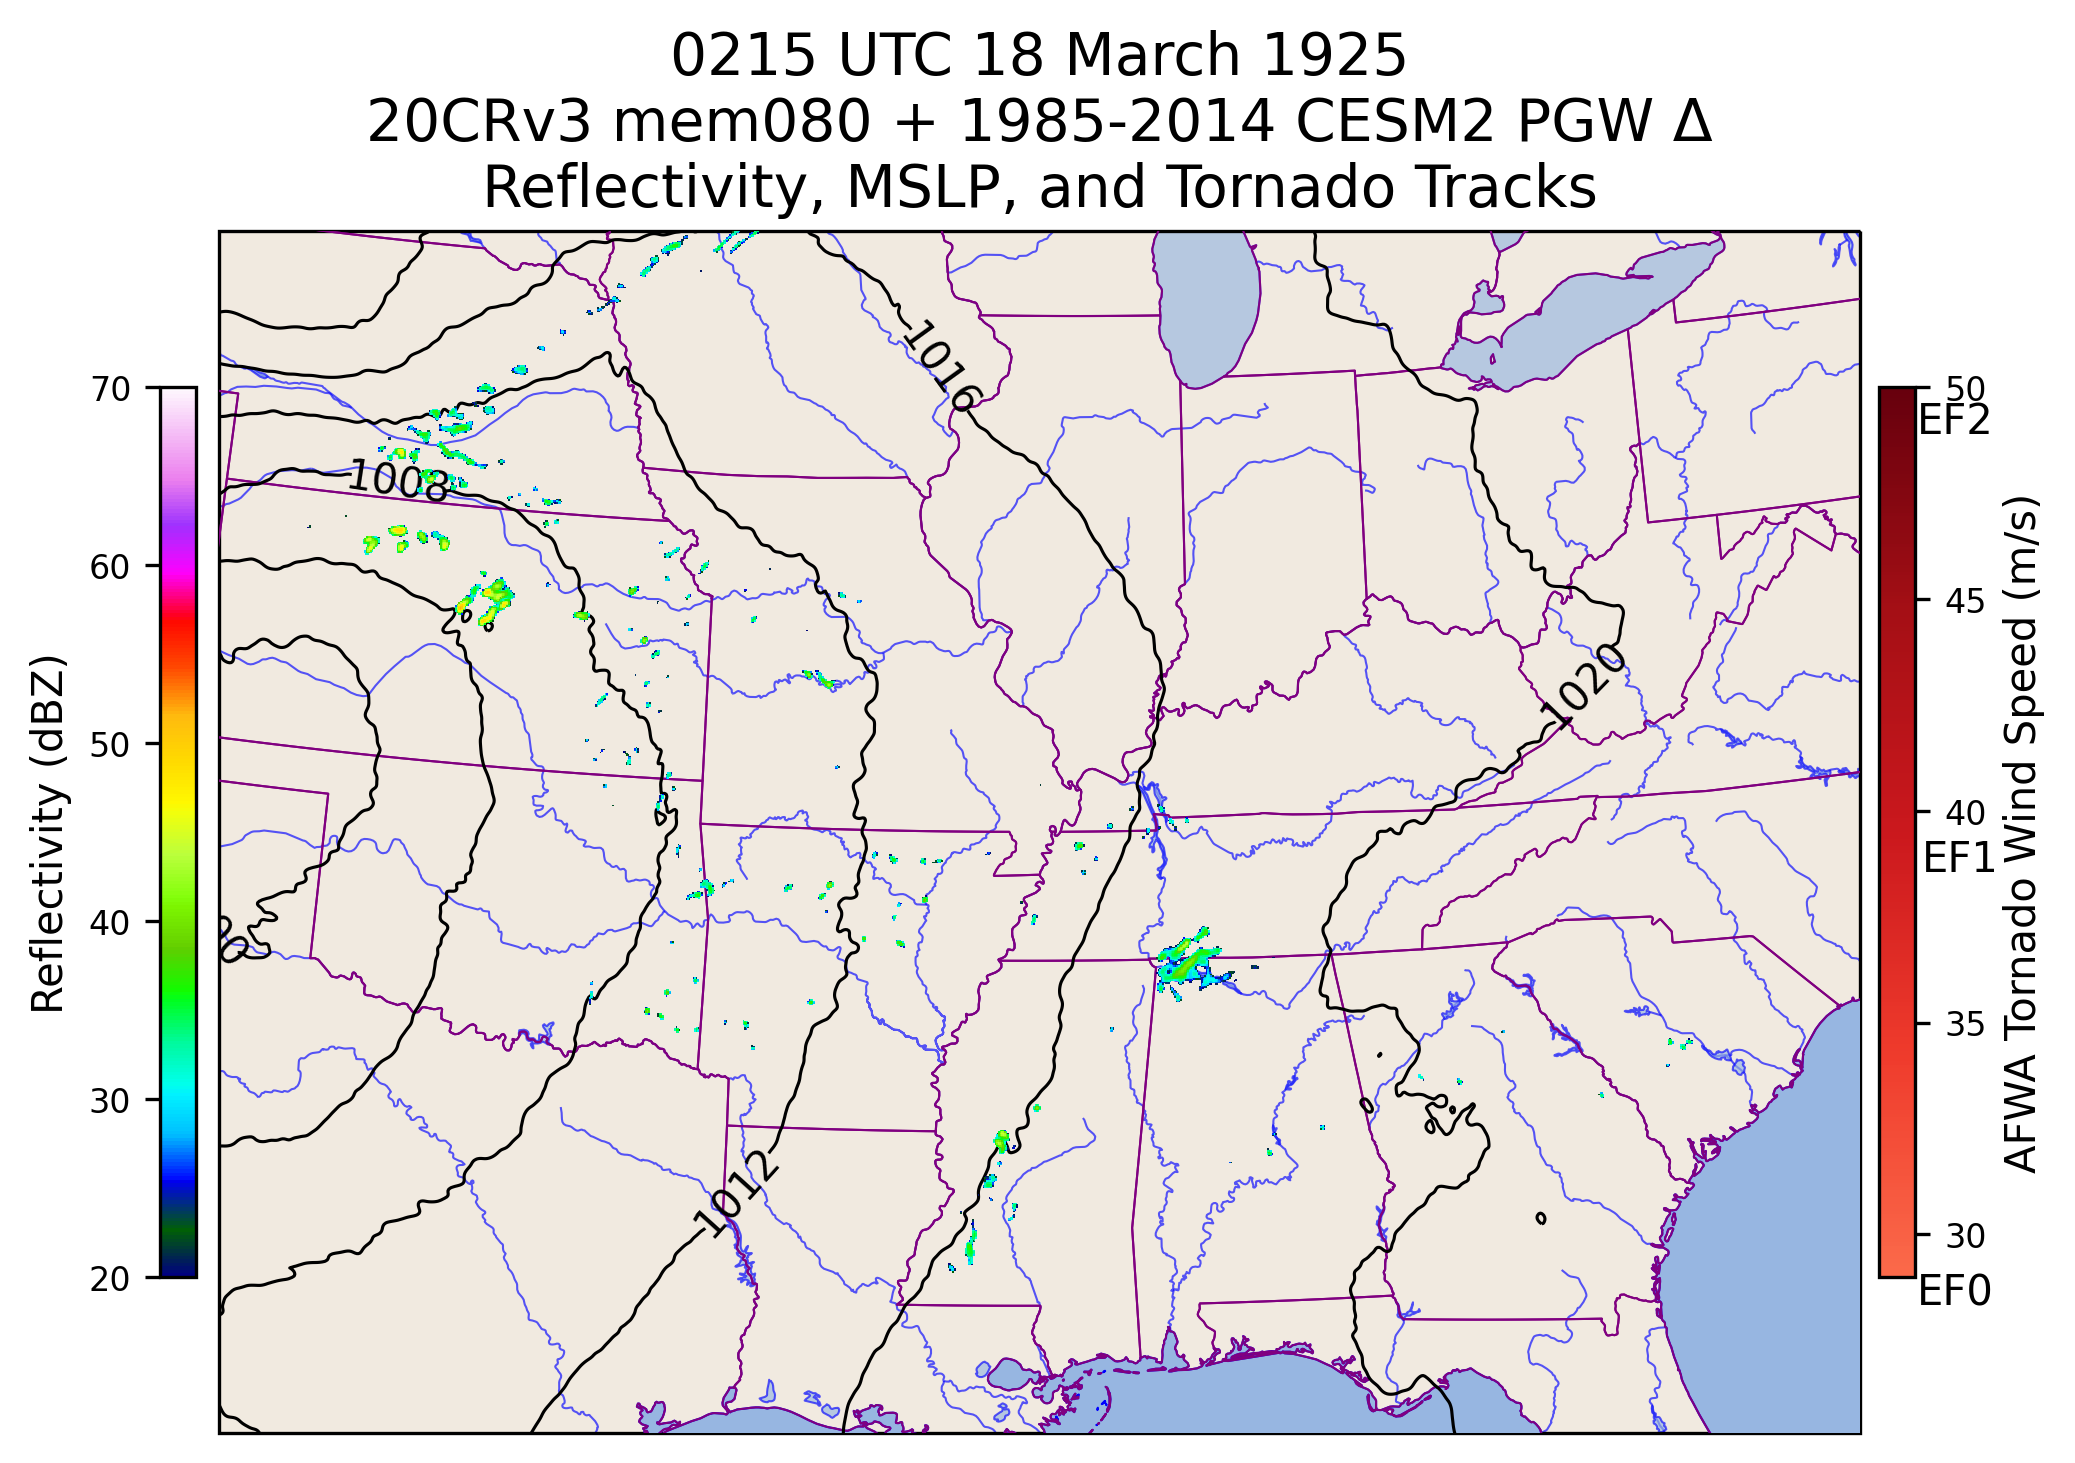 0215 UTC 18 March 1925
20CRv3 mem080 + 1985-2014 CESM2 PGW Δ
Reflectivity, MSLP, and Tornado Tracks
70
60
50
40
30
20
Reflectivity (dBZ)
1016
1008
1020
1012
50
EF2
45
40
EF1
35
30
EF0
AFWA Tornado Wind Speed (m/s)